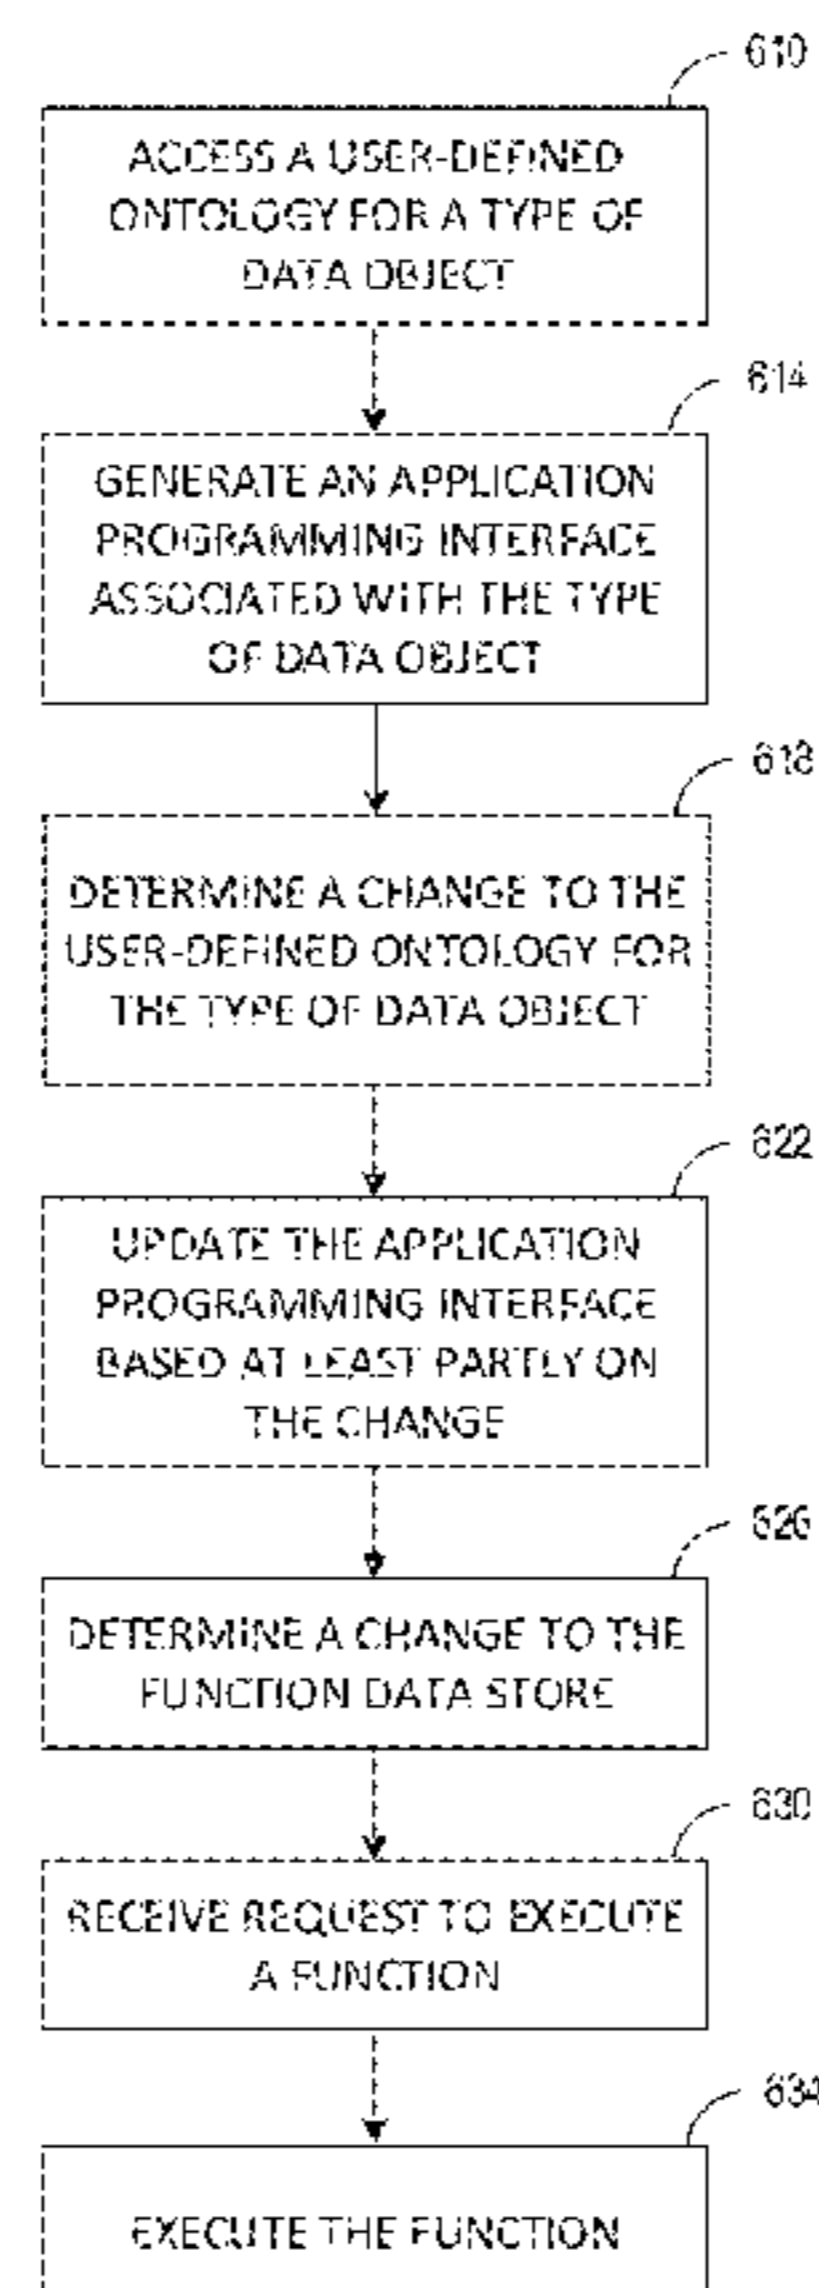 610
ACCESS A USER-DEFINED
ONTOLOGY FOR A TYPE OF
DATA OBJECT
614
GENERATE AN APPLICATION
PROGRAMMING INTERFACE
ASSOCIATED WITH THE TYPE
OF DATA OBJECT
618
DETERMINE A CHANGE TO THE
USER-DEFINED ONTOLOGY FOR
THE TYPE OF DATA OBJECT
622
UPDATE THE APPLICATION
PROGRAMMING INTERFACE
BASED AT LEAST PARTLY ON
THE CHANGE
626
DETERMINE A CHANGE TO THE
FUNCTION DATA STORE
630
RECEIVE REQUEST TO EXECUTE
A FUNCTION
634
EXECUTE THE FUNCTION